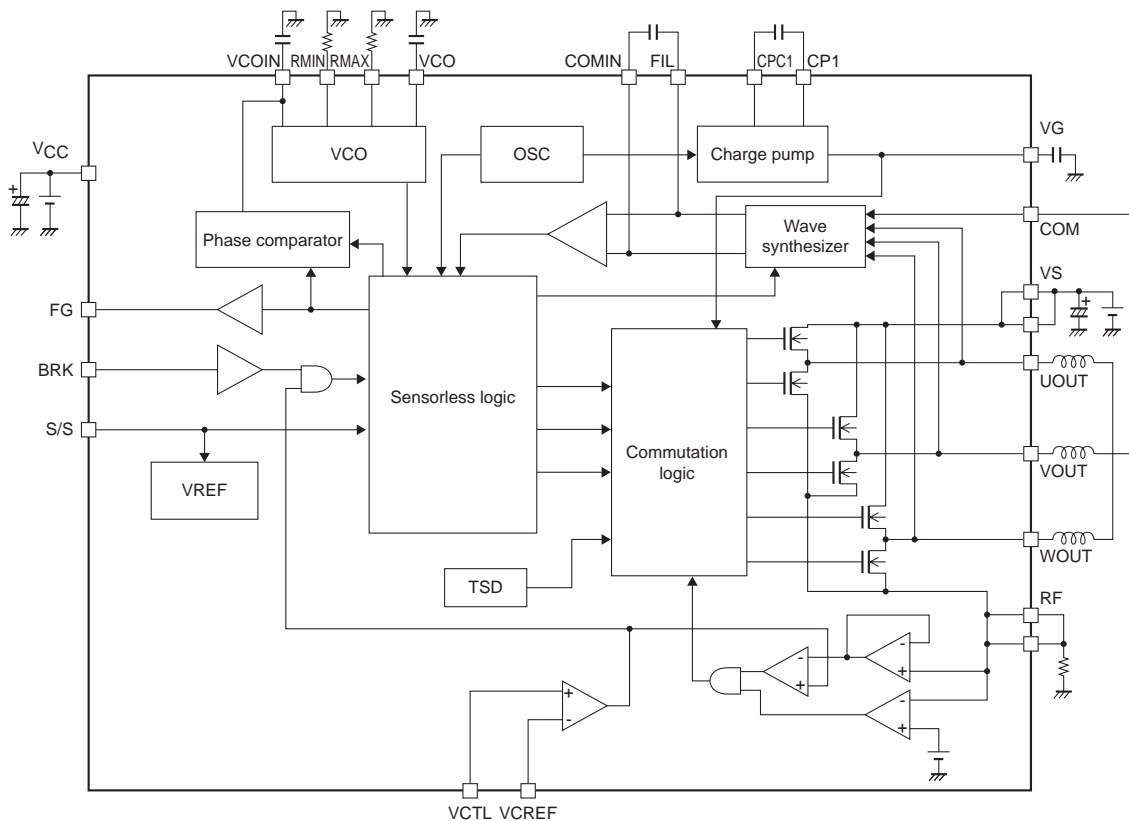 VCOIN RMIN RMAX VCO COMIN FIL CPC1 CP1
VCC
+
VCO
OSC
Charge pump
VG
Phase comparator
Wave
synthesizer
COM
VS
+
FG
BRK
S/S
Sensorless logic
Commutation
logic
UOUT
VREF
VOUT
WOUT
TSD
RF
-
+
-
+
+
-
-
+
VCTL VCREF